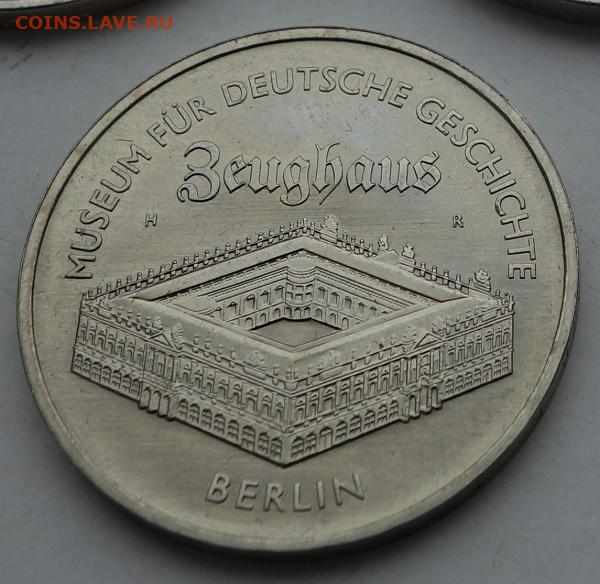 COINS.LAVE.RU
MUSEUM FÜR DEUTSCHE GESCHICHTE
Zeughaus
H R
BERLIN